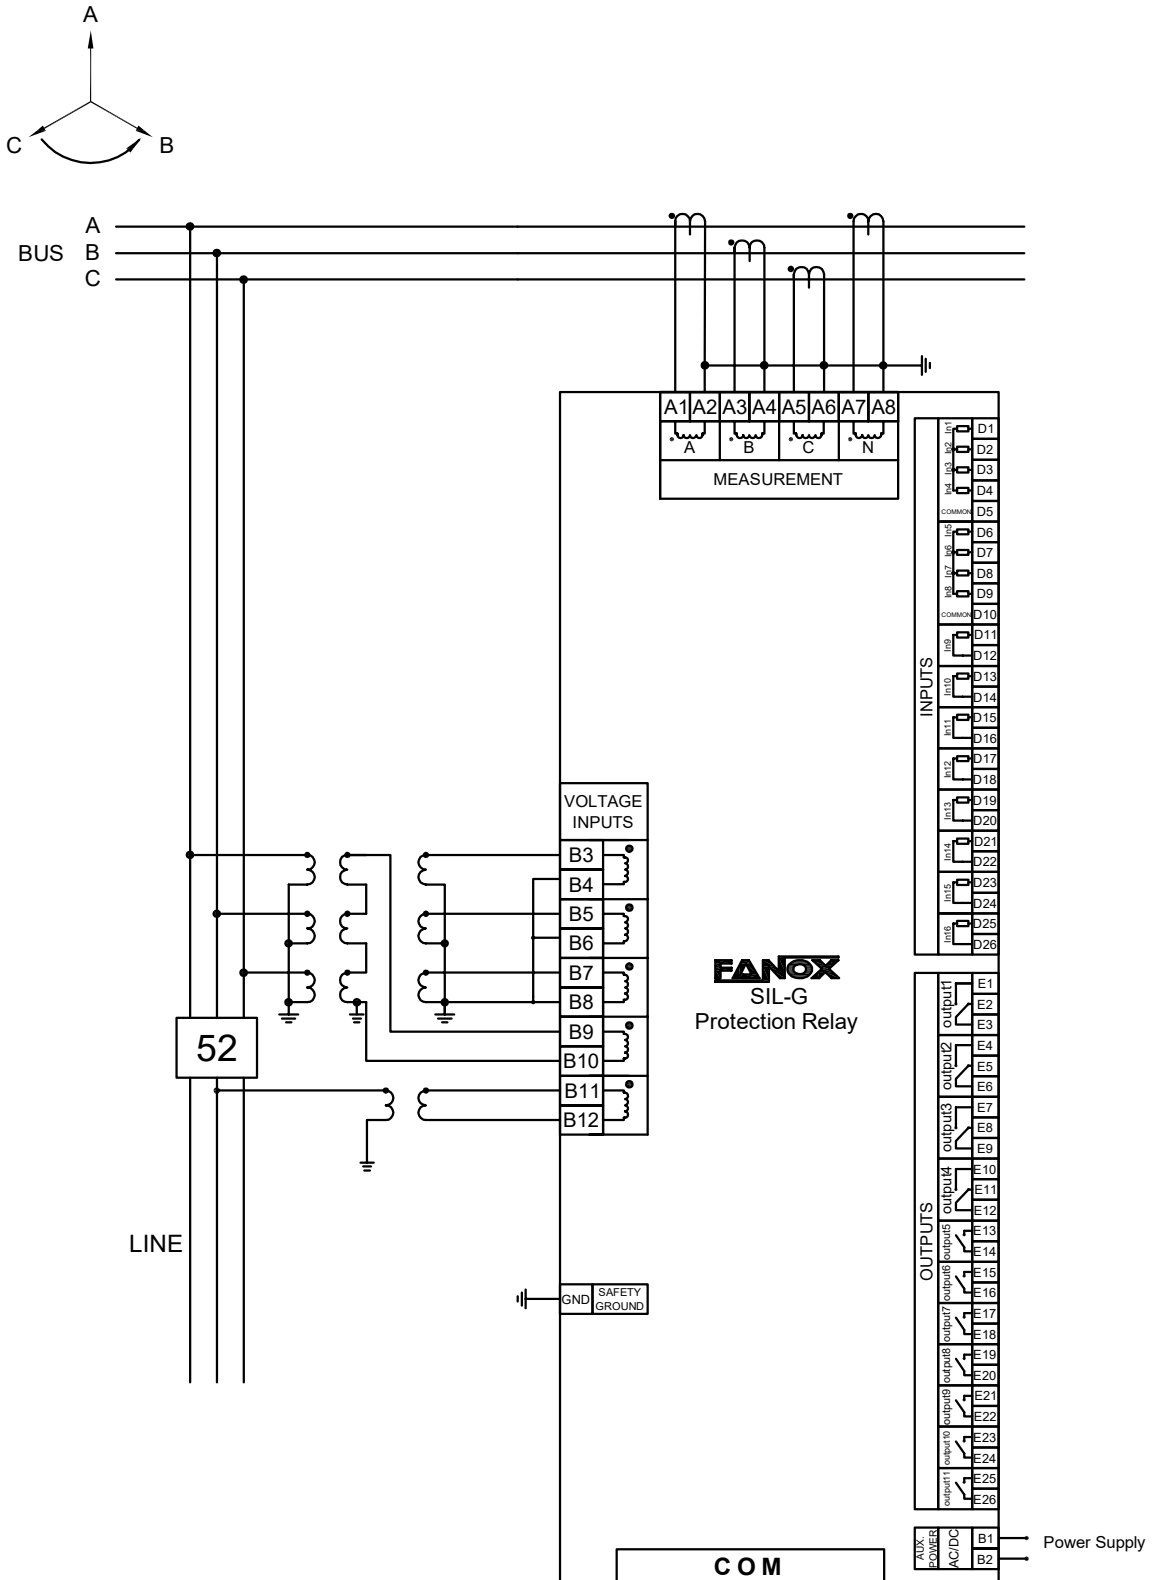 A
C
B
BUS
A
B
C
A1 A2 A3 A4 A5 A6 A7 A8
A B C N
MEASUREMENT
INPUTS
In1 D1
In2 D2
In3 D3
In4 D4
COMMON D5
In5 D6
In6 D7
In7 D8
In8 D9
COMMON D10
In9 D11
D12
In10 D13
D14
In11 D15
D16
In12 D17
D18
In13 D19
D20
In14 D21
D22
In15 D23
D24
In16 D25
D26
VOLTAGE
INPUTS
B3
B4
B5
B6
B7
B8
B9
B10
B11
B12
FANOX
SIL-G
Protection Relay
52
LINE
GND SAFETY
GROUND
OUTPUTS
output1 E1
E2
E3
output2 E4
E5
E6
output3 E7
E8
E9
output4 E10
E11
E12
output5 E13
E14
output6 E15
E16
output7 E17
E18
output8 E19
E20
output9 E21
E22
output10 E23
E24
output11 E25
E26
AUX.
POWER
AC/DC
B1
B2
Power Supply
COM